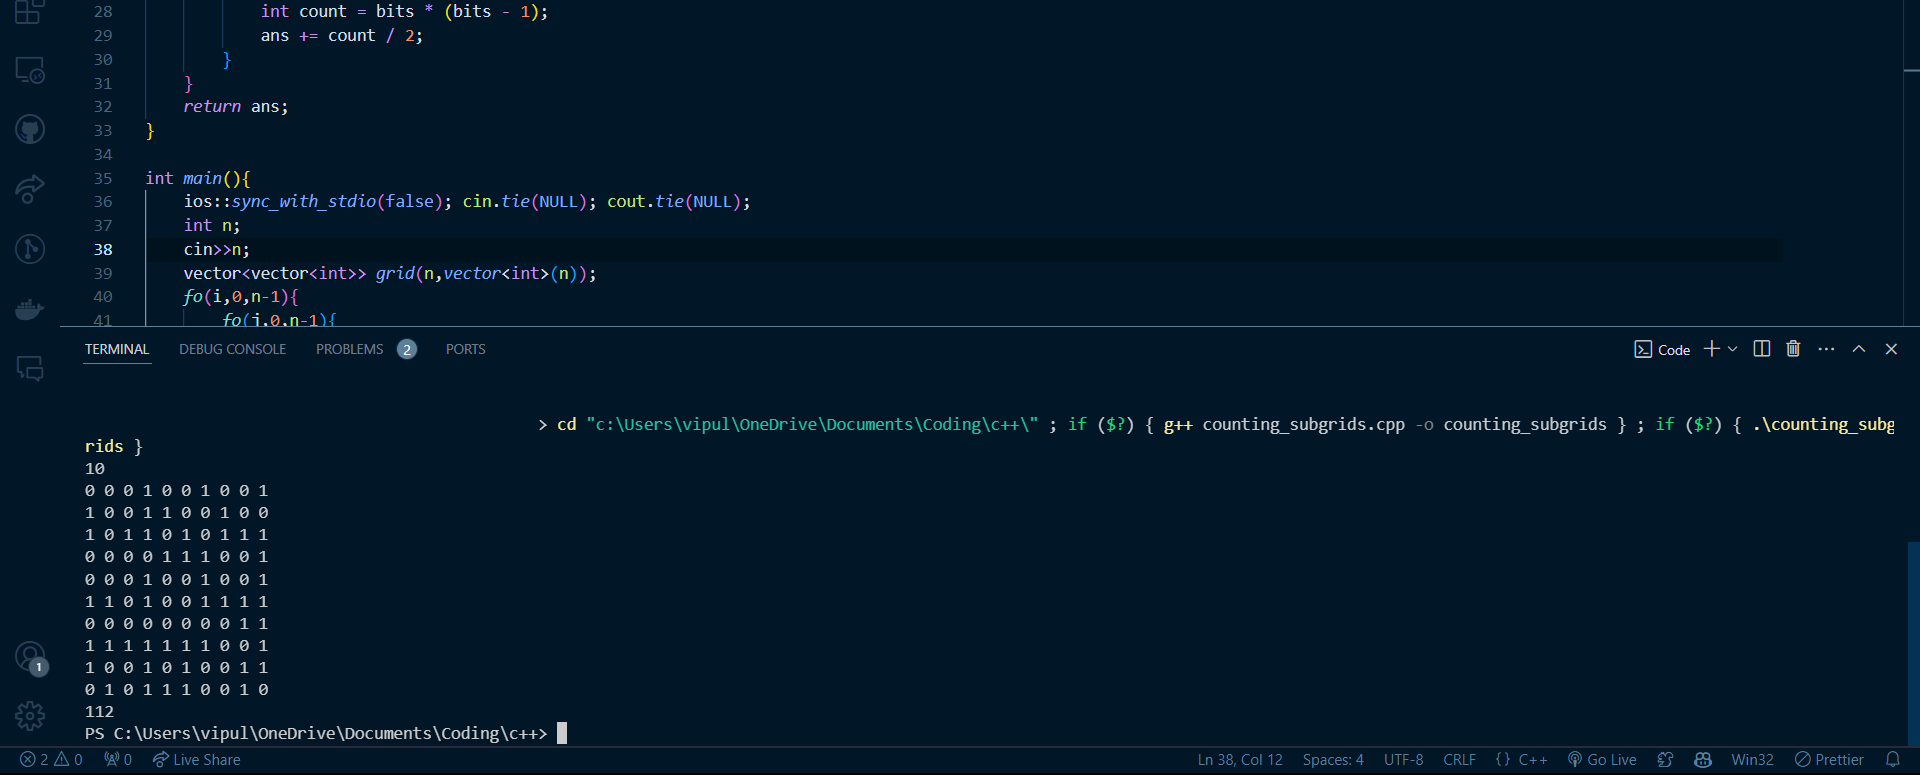 28 int count = bits * (bits - 1);
29 ans += count / 2;
30 }
31 }
32 return ans;
33 }
34
35 int main(){
36 ios::sync_with_stdio(false); cin.tie(NULL); cout.tie(NULL);
37 int n;
38 cin>>n;
39 vector<vector<int>> grid(n,vector<int>(n));
40 fo(i,0,n-1){
41 fo(j,0,n-1){
TERMINAL DEBUG CONSOLE PROBLEMS 2 PORTS Code
> cd "c:\Users\vipul\OneDrive\Documents\Coding\c++\" ; if ($?) { g++ counting_subgrids.cpp -o counting_subgrids } ; if ($?) { .\counting_subg
rids }
10
0 0 0 1 0 0 1 0 0 1
1 0 0 1 1 0 0 1 0 0
1 0 1 1 0 1 0 1 1 1
0 0 0 0 1 1 1 0 0 1
0 0 0 1 0 0 1 0 0 1
1 1 0 1 0 0 1 1 1 1
0 0 0 0 0 0 0 0 1 1
1 1 1 1 1 1 1 0 0 1
1 0 0 1 0 1 0 0 1 1
0 1 0 1 1 1 0 0 1 0
112
PS C:\Users\vipul\OneDrive\Documents\Coding\c++>
1
2 0 0 Live Share Ln 38, Col 12 Spaces: 4 UTF-8 CRLF {} C++ Go Live Win32 Prettier